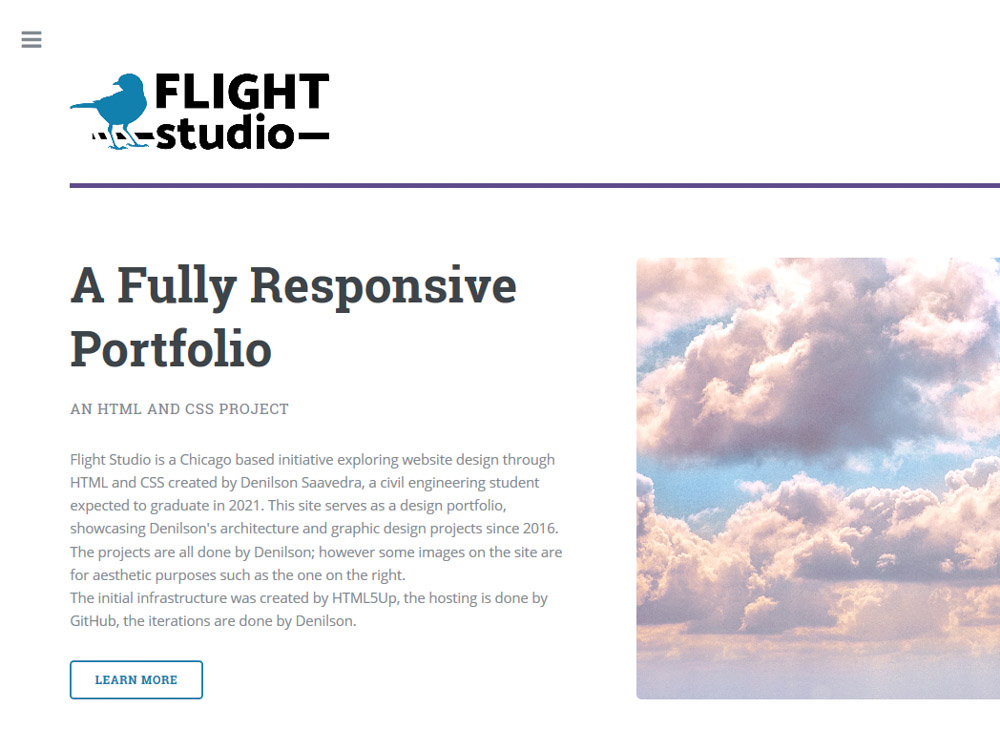 FLIGHT
studio
A Fully Responsive
Portfolio
AN HTML AND CSS PROJECT
Flight Studio is a Chicago based initiative exploring website design through
HTML and CSS created by Denilson Saavedra, a civil engineering student
expected to graduate in 2021. This site serves as a design portfolio,
showcasing Denilson's architecture and graphic design projects since 2016.
The projects are all done by Denilson; however some images on the site are
for aesthetic purposes such as the one on the right.
The initial infrastructure was created by HTML5Up, the hosting is done by
GitHub, the iterations are done by Denilson.
LEARN MORE